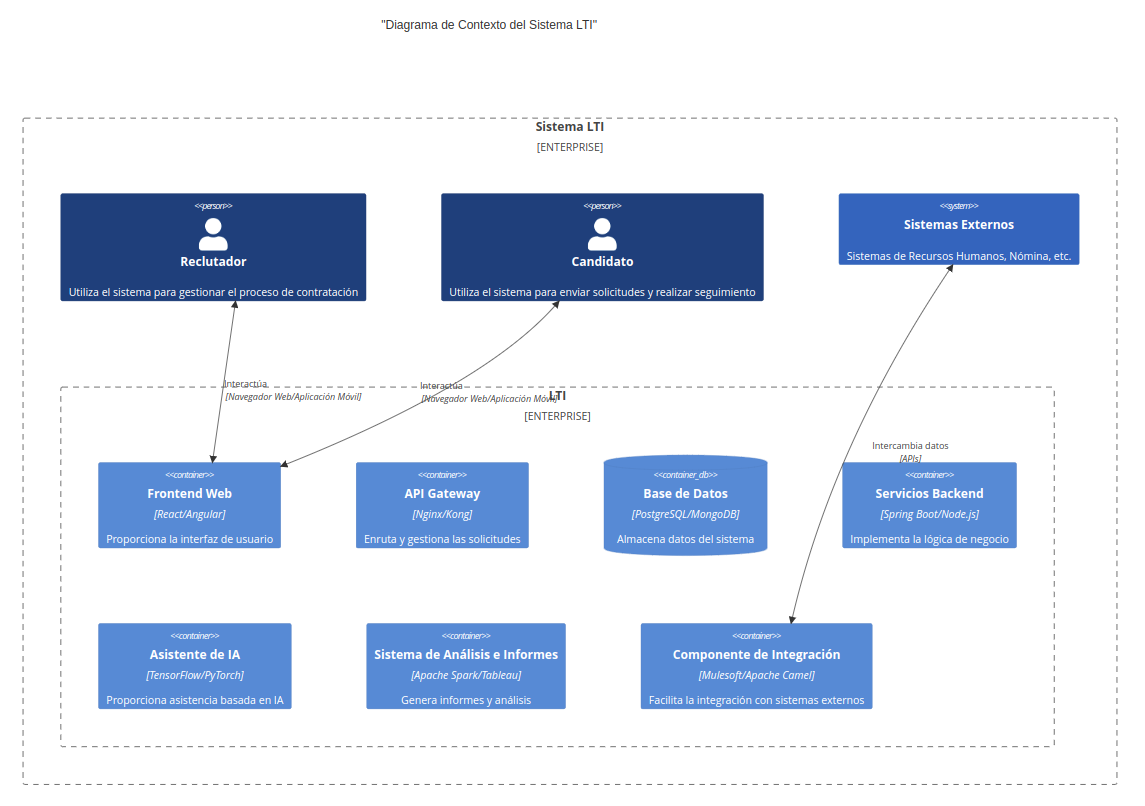 "Diagrama de Contexto del Sistema LTI"
Sistema LTI
[ENTERPRISE]
<<person>>
Reclutador
Utiliza el sistema para gestionar el proceso de contratación
<<person>>
Candidato
Utiliza el sistema para enviar solicitudes y realizar seguimiento
<<system>>
Sistemas Externos
Sistemas de Recursos Humanos, Nómina, etc.
Interactúa
[Navegador Web/Aplicación Móvil]
Interactúa
[Navegador Web/Aplicación Móvil]
LTI
[ENTERPRISE]
Intercambia datos
[APIs]
<<container>>
Frontend Web
[React/Angular]
Proporciona la interfaz de usuario
<<container>>
API Gateway
[Nginx/Kong]
Enruta y gestiona las solicitudes
<<container_db>>
Base de Datos
[PostgreSQL/MongoDB]
Almacena datos del sistema
<<container>>
Servicios Backend
[Spring Boot/Node.js]
Implementa la lógica de negocio
<<container>>
Asistente de IA
[TensorFlow/PyTorch]
Proporciona asistencia basada en IA
<<container>>
Sistema de Análisis e Informes
[Apache Spark/Tableau]
Genera informes y análisis
<<container>>
Componente de Integración
[Mulesoft/Apache Camel]
Facilita la integración con sistemas externos